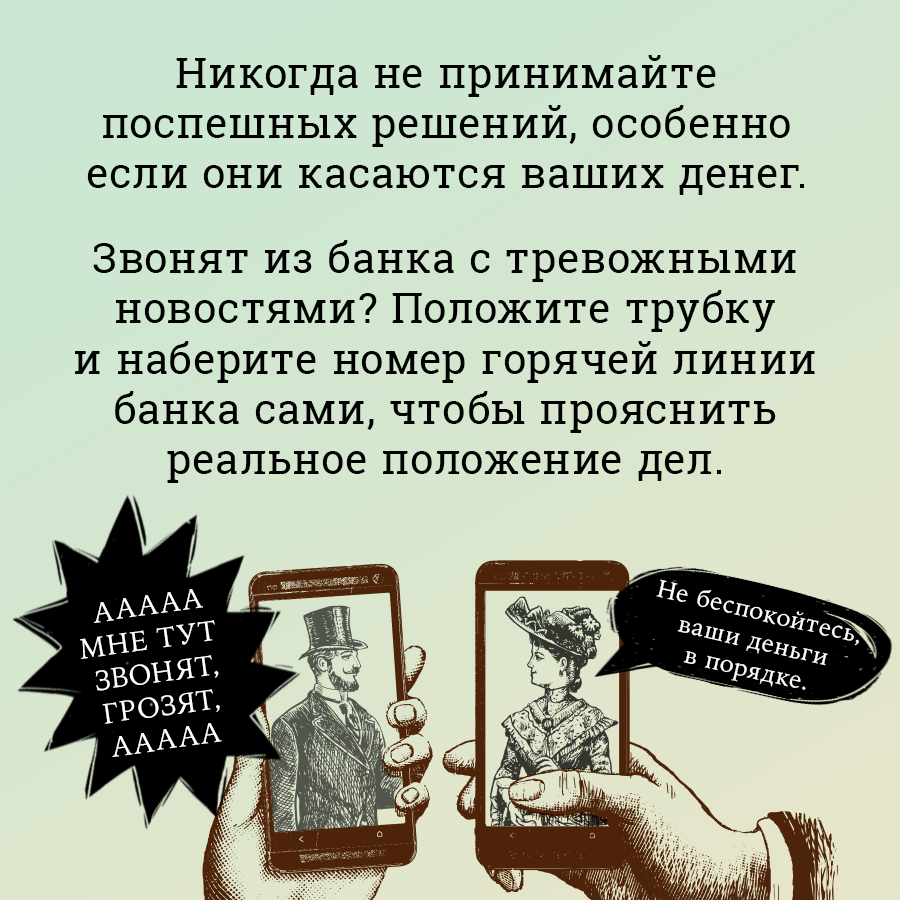 Никогда не принимайте
поспешных решений, особенно
если они касаются ваших денег.
Звонят из банка с тревожными
новостями? Положите трубку
и наберите номер горячей линии
банка сами, чтобы прояснить
реальное положение дел.
ААААА
МНЕ ТУТ
ЗВОНЯТ,
ГРОЗЯТ,
ААААА
Не беспокойтесь,
ваши деньги
в порядке.